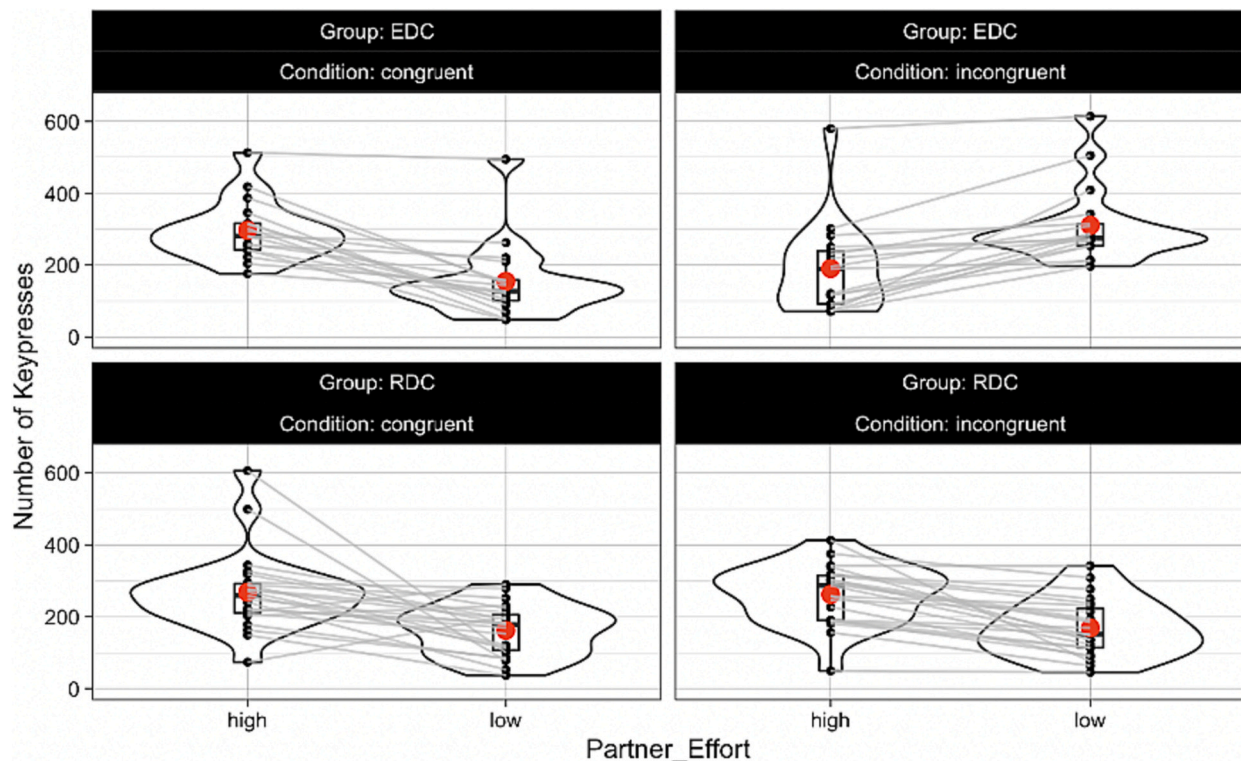 Group: EDC
Condition: congruent
Group: EDC
Condition: incongruent
600
400
200
0
Group: RDC
Condition: congruent
Group: RDC
Condition: incongruent
600
400
200
0
Number of Keypresses
high
low
high
low
Partner_Effort